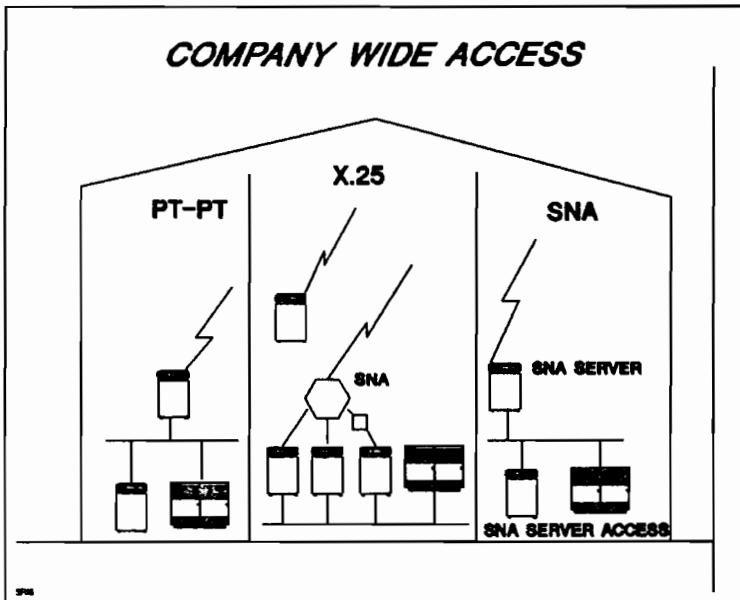 COMPANY WIDE ACCESS
PT-PT
X.25
SNA
SNA
SNA SERVER
SNA SERVER ACCESS